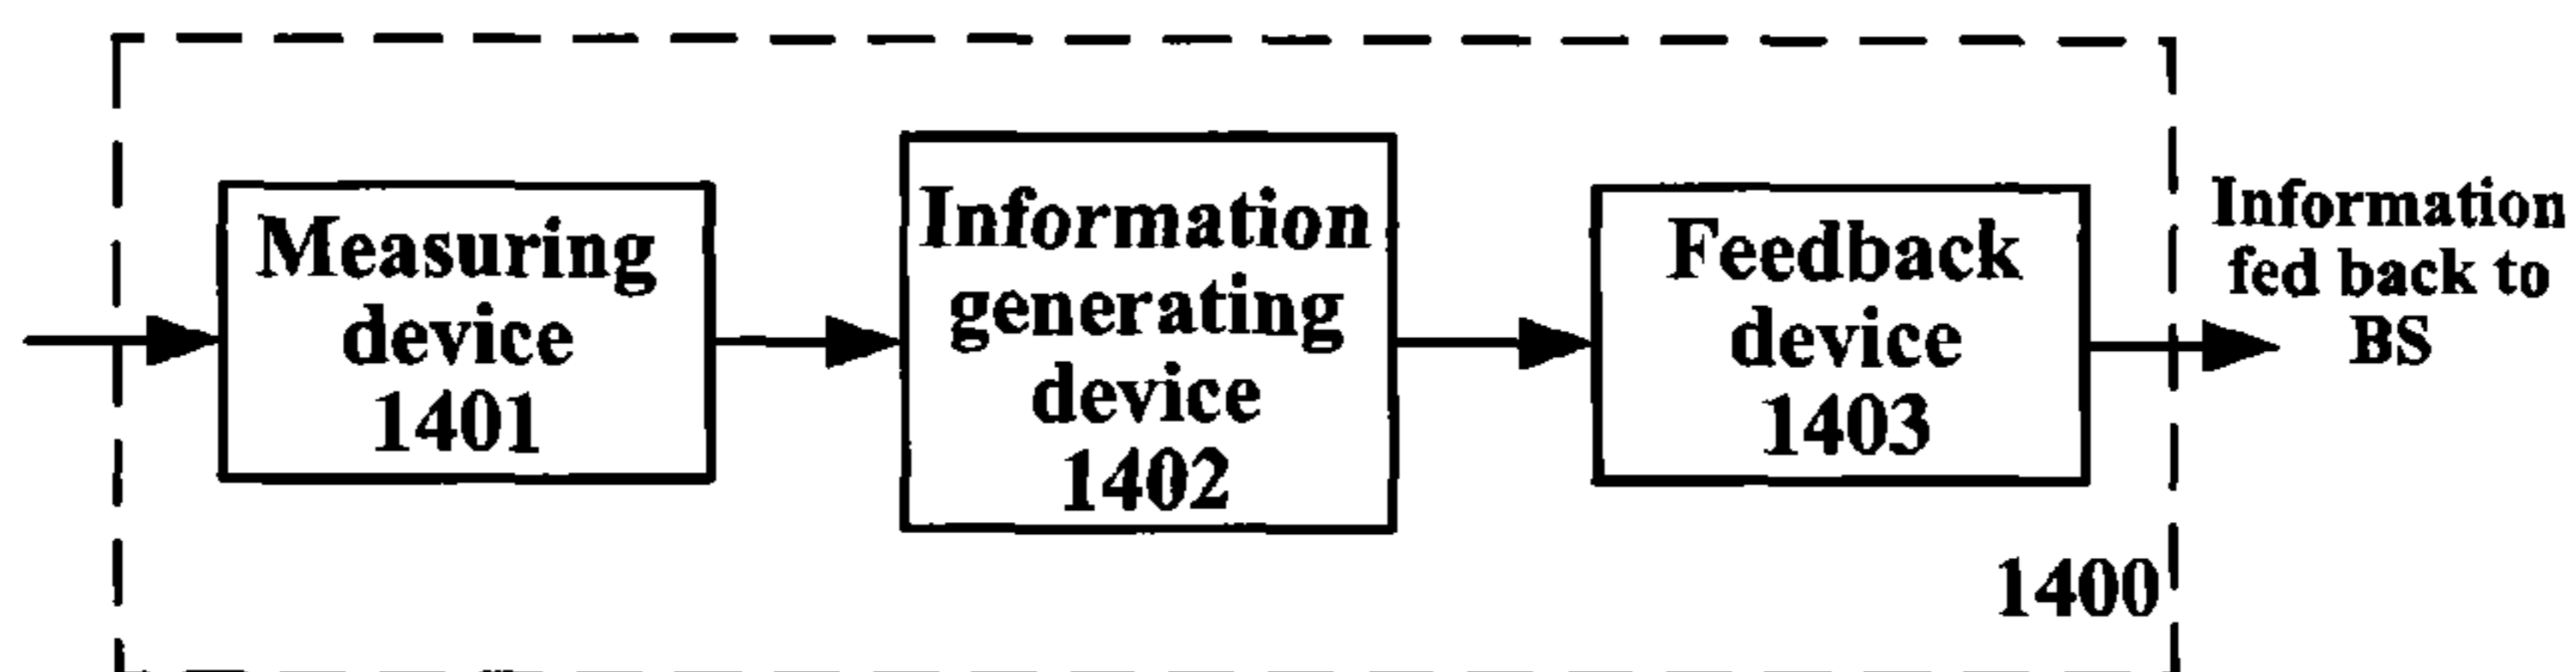 Measuring
device
1401
Information
generating
device
1402
Feedback
device
1403
Information
fed back to
BS
1400